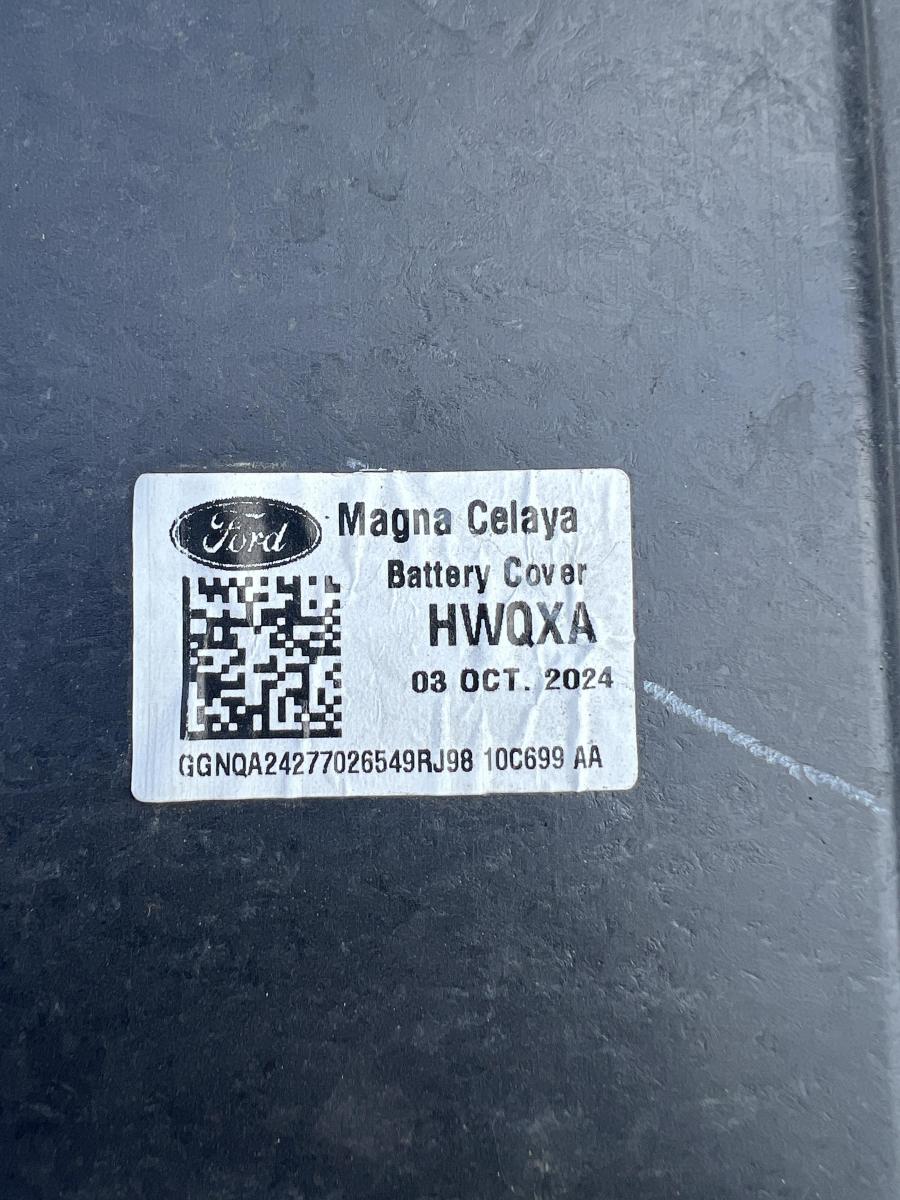 Ford
Magna Celaya
Battery Cover
HWQXA
03 OCT. 2024
GGNQA24277026549RJ98 10C699 AA